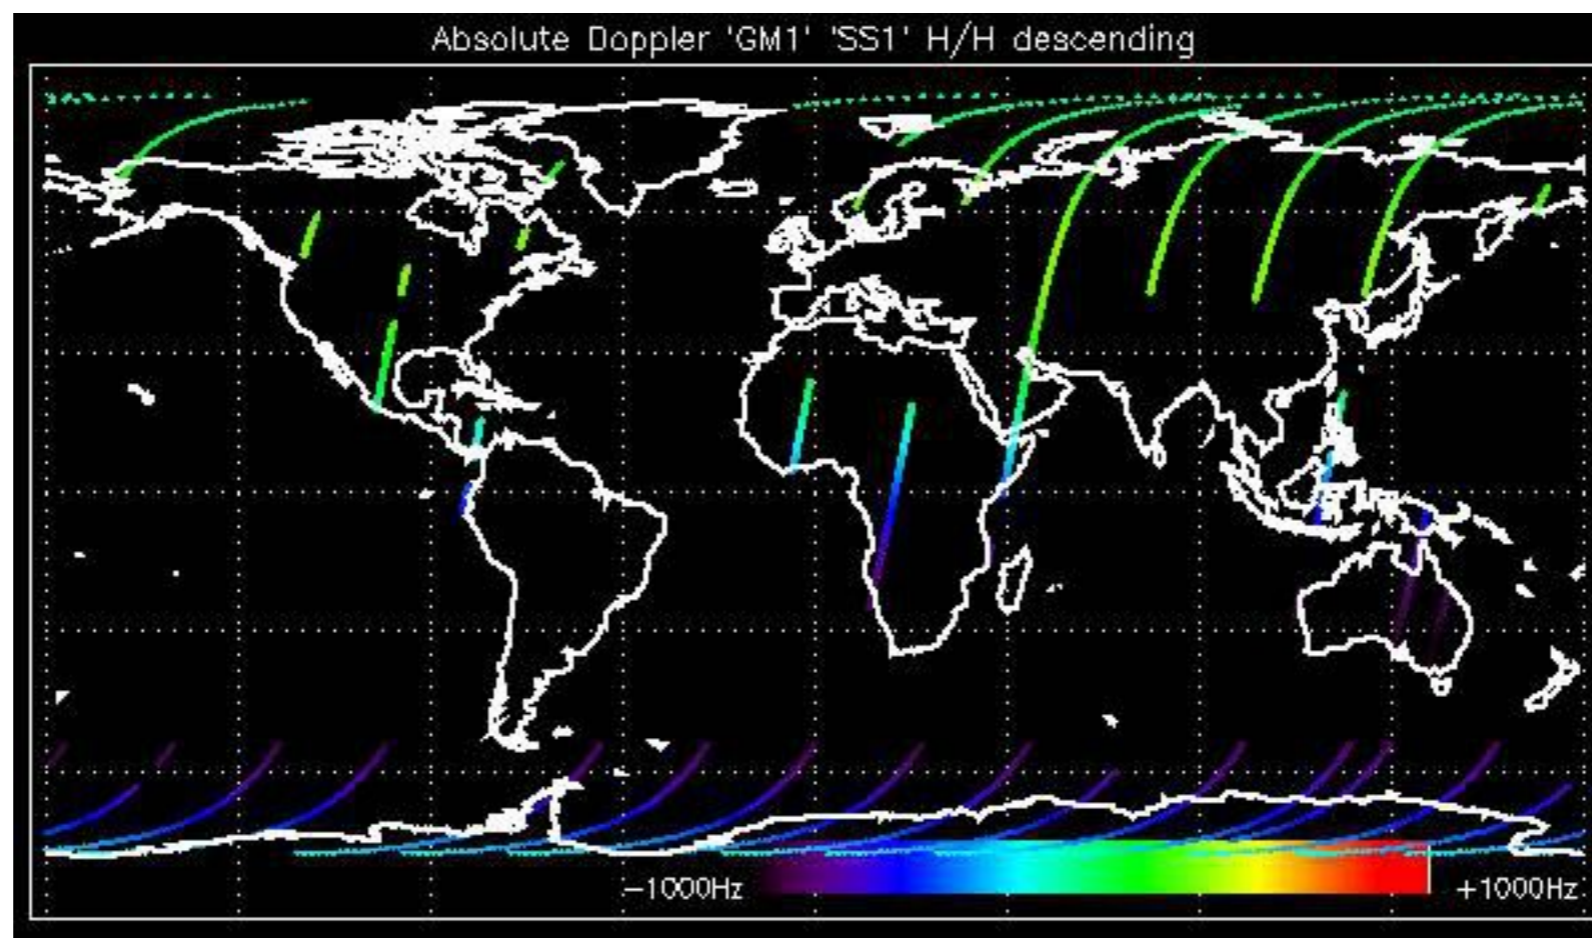 Absolute Doppler 'GM1' 'SS1' H/H descending
−1000Hz
+1000Hz